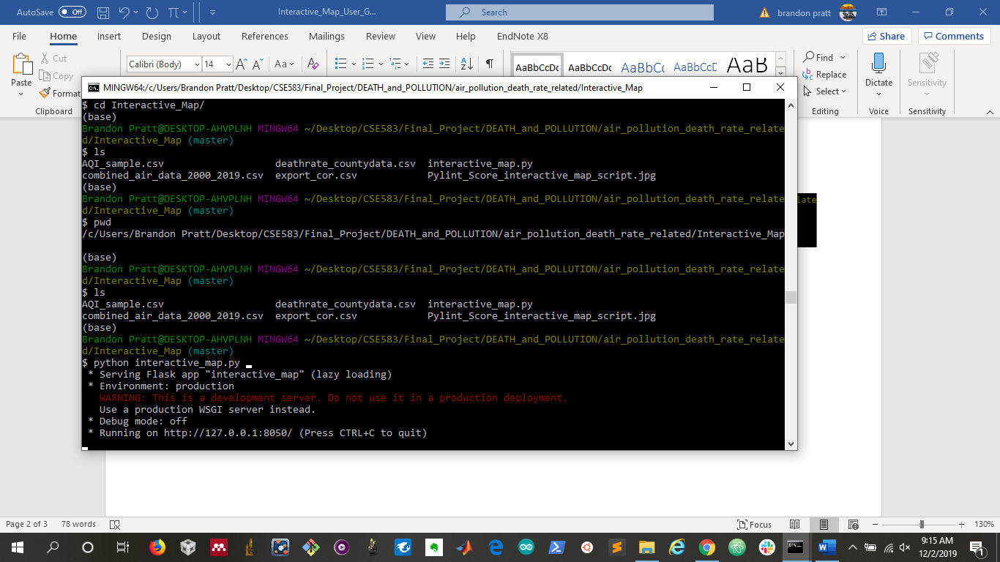 AutoSave Off Interactive_Map_User_G... Search brandon pratt
File Home Insert Design Layout References Mailings Review View Help EndNote X8 Share Comments
Paste Cut Copy Format Clipboard
Calibri (Body) 14 Aa
AaBbCcDc AaBbCcDc AaBbC AaBbCcD AaB
Find Replace Select Editing
Dictate Voice
Sensitivity Sensitivity
MINGW64:/c/Users/Brandon Pratt/Desktop/CSE583/Final_Project/DEATH_and_POLLUTION/air_pollution_death_rate_related/Interactive_Map
$ cd Interactive_Map/
(base)
Brandon Pratt@DESKTOP-AHVPLNH MINGW64 ~/Desktop/CSE583/Final_Project/DEATH_and_POLLUTION/air_pollution_death_rate_relate
d/Interactive_Map (master)
$ ls
AQI_sample.csv deathrate_countydata.csv interactive_map.py
combined_air_data_2000_2019.csv export_cor.csv Pylint_Score_interactive_map_script.jpg
(base)
Brandon Pratt@DESKTOP-AHVPLNH MINGW64 ~/Desktop/CSE583/Final_Project/DEATH_and_POLLUTION/air_pollution_death_rate_relate
d/Interactive_Map (master)
$ pwd
/c/Users/Brandon Pratt/Desktop/CSE583/Final_Project/DEATH_and_POLLUTION/air_pollution_death_rate_related/Interactive_Map
(base)
Brandon Pratt@DESKTOP-AHVPLNH MINGW64 ~/Desktop/CSE583/Final_Project/DEATH_and_POLLUTION/air_pollution_death_rate_relate
d/Interactive_Map (master)
$ ls
AQI_sample.csv deathrate_countydata.csv interactive_map.py
combined_air_data_2000_2019.csv export_cor.csv Pylint_Score_interactive_map_script.jpg
(base)
Brandon Pratt@DESKTOP-AHVPLNH MINGW64 ~/Desktop/CSE583/Final_Project/DEATH_and_POLLUTION/air_pollution_death_rate_relate
d/Interactive_Map (master)
$ python interactive_map.py
* Serving Flask app "interactive_map" (lazy loading)
* Environment: production
WARNING: This is a development server. Do not use it in a production deployment.
Use a production WSGI server instead.
* Debug mode: off
* Running on http://127.0.0.1:8050/ (Press CTRL+C to quit)
late
Page 2 of 3 78 words Focus 130%
9:15 AM
12/2/2019
1